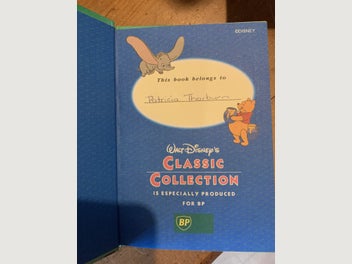 ©DISNEY
This book belongs to
Patricia Thorburn
WALT DISNEY'S
CLASSIC
COLLECTION
IS ESPECIALLY PRODUCED
FOR BP
BP